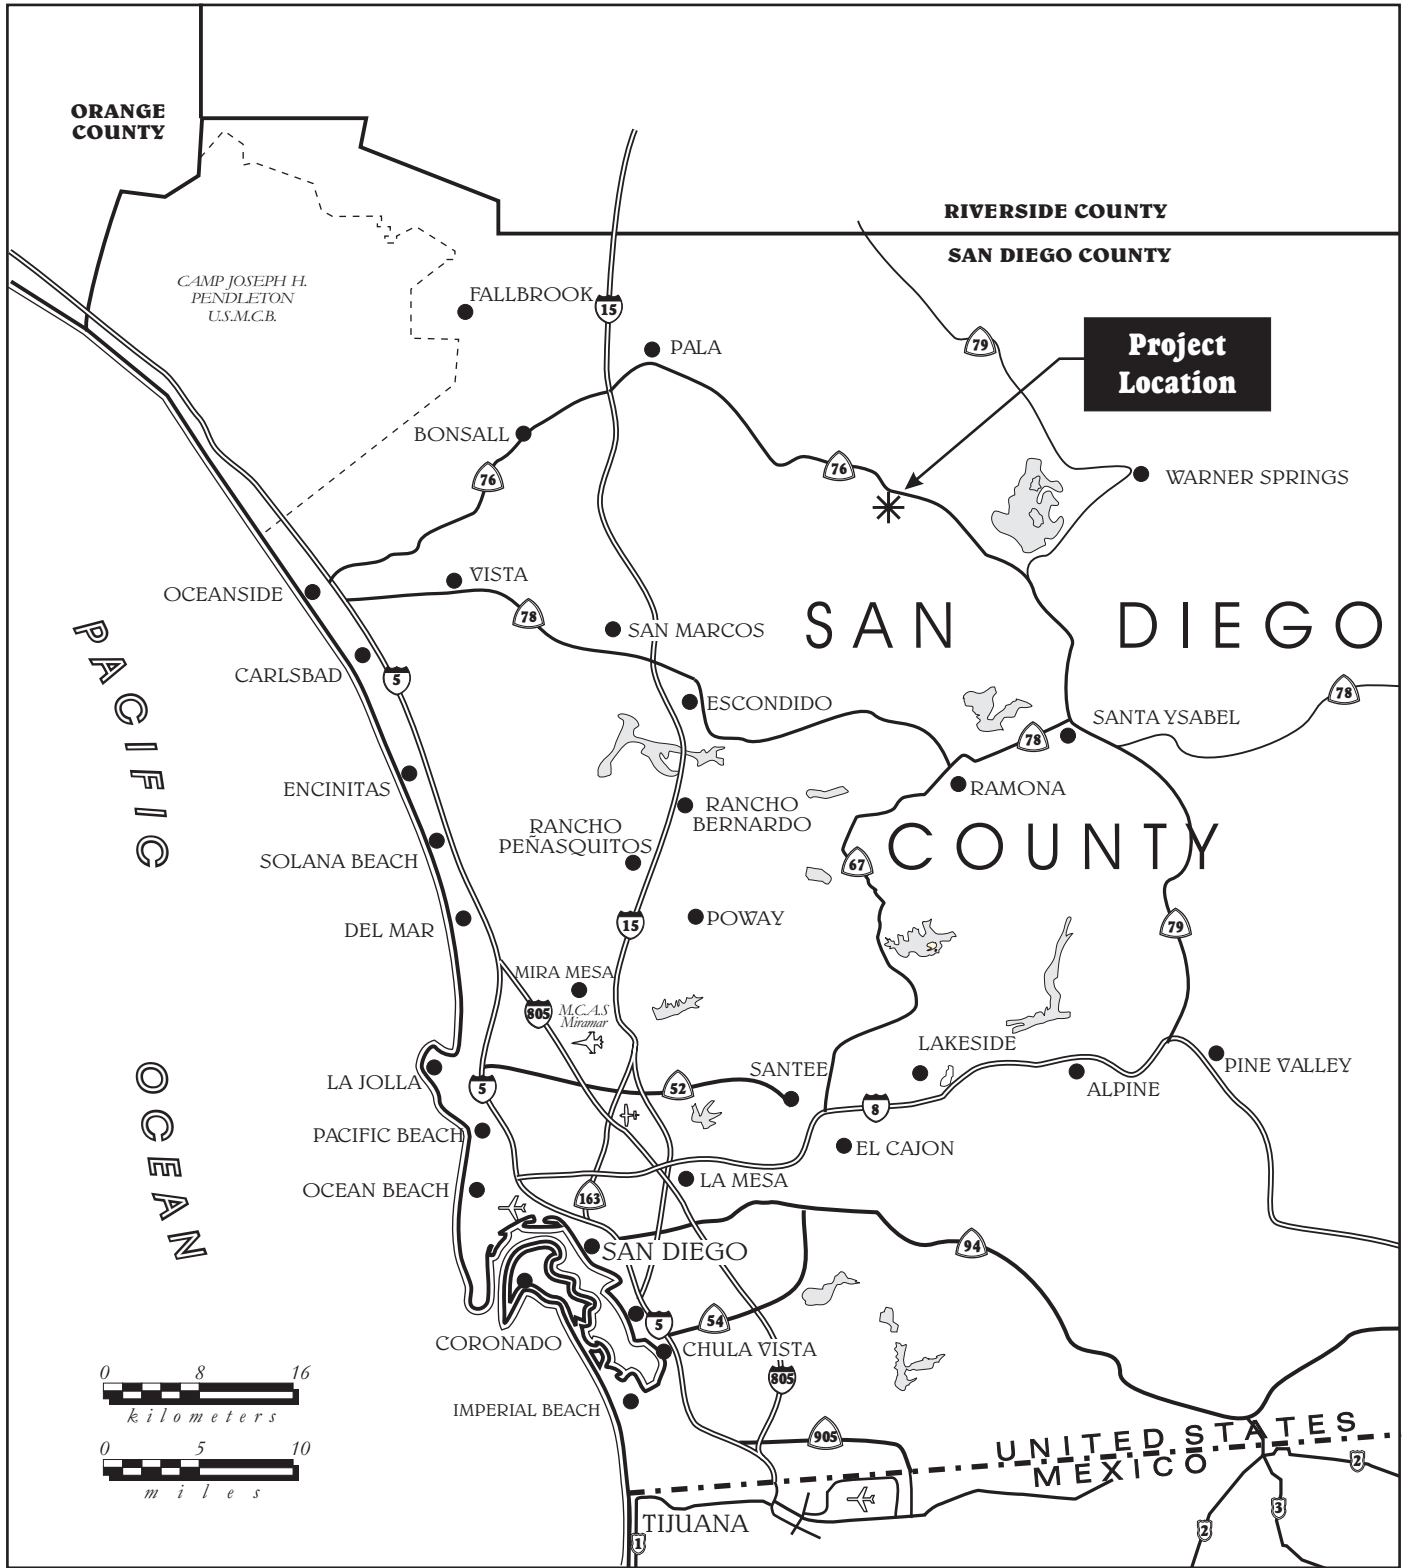 ORANGE
COUNTY
RIVERSIDE COUNTY
SAN DIEGO COUNTY
CAMP JOSEPH H.
PENDLETON
U.S.M.C.B.
FALLBROOK
15
79
Project
Location
PALA
BONSALL
76
76
WARNER SPRINGS
OCEANSIDE
VISTA
78
SAN MARCOS
SAN DIEGO
COUNTY
CARLSBAD
5
ESCONDIDO
78
SANTA YSABEL
78
PACIFIC
OCEAN
ENCINITAS
RAMONA
RANCHO
BERNARDO
RANCHO
PEÑASQUITOS
SOLANA BEACH
67
DEL MAR
15
POWAY
79
MIRA MESA
805
M.C.A.S
Miramar
LAKESIDE
LA JOLLA
5
52
SANTEE
PINE VALLEY
ALPINE
8
PACIFIC BEACH
EL CAJON
OCEAN BEACH
163
LA MESA
SAN DIEGO
94
CORONADO
5
54
CHULA VISTA
805
IMPERIAL BEACH
905
UNITED STATES
MEXICO
2
TIJUANA
1
2
3
0 8 16
kilometers
0 5 10
miles